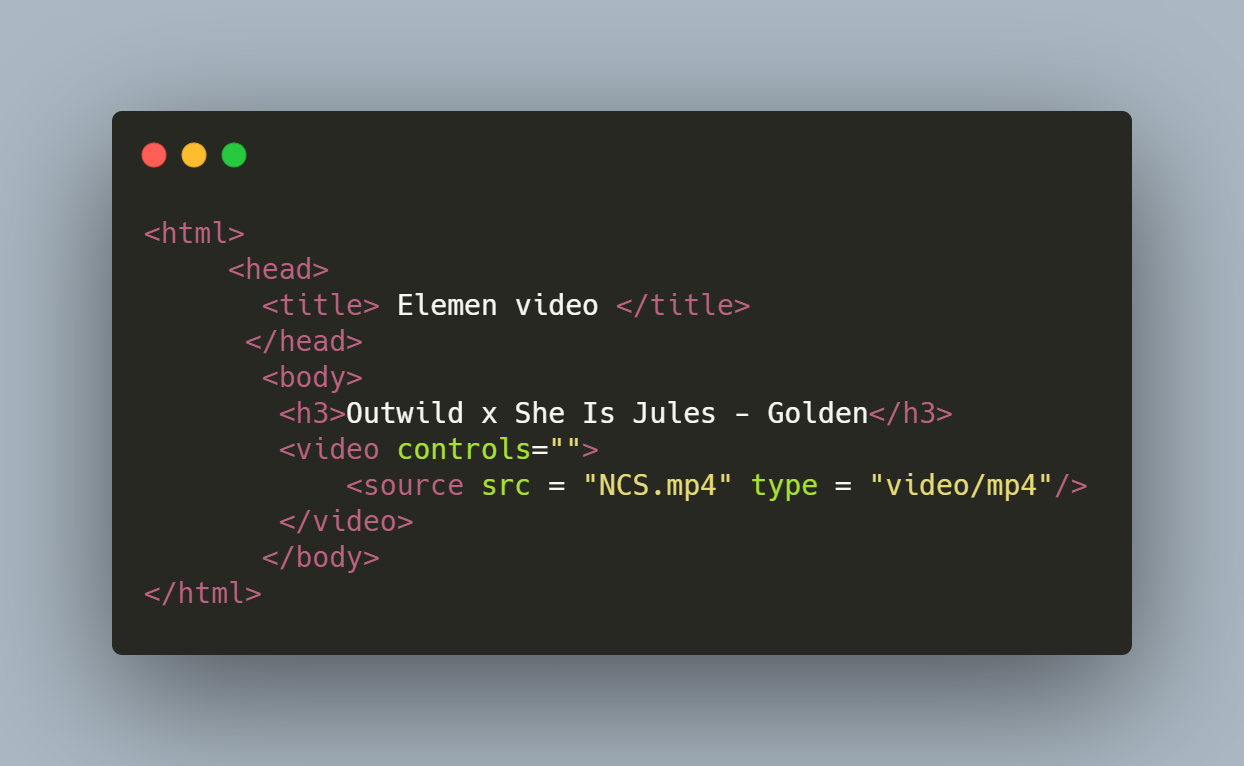 <html>
<head>
<title> Elemen video </title>
</head>
<body>
<h3>Outwild x She Is Jules - Golden</h3>
<video controls="">
<source src = "NCS.mp4" type = "video/mp4"/>
</video>
</body>
</html>